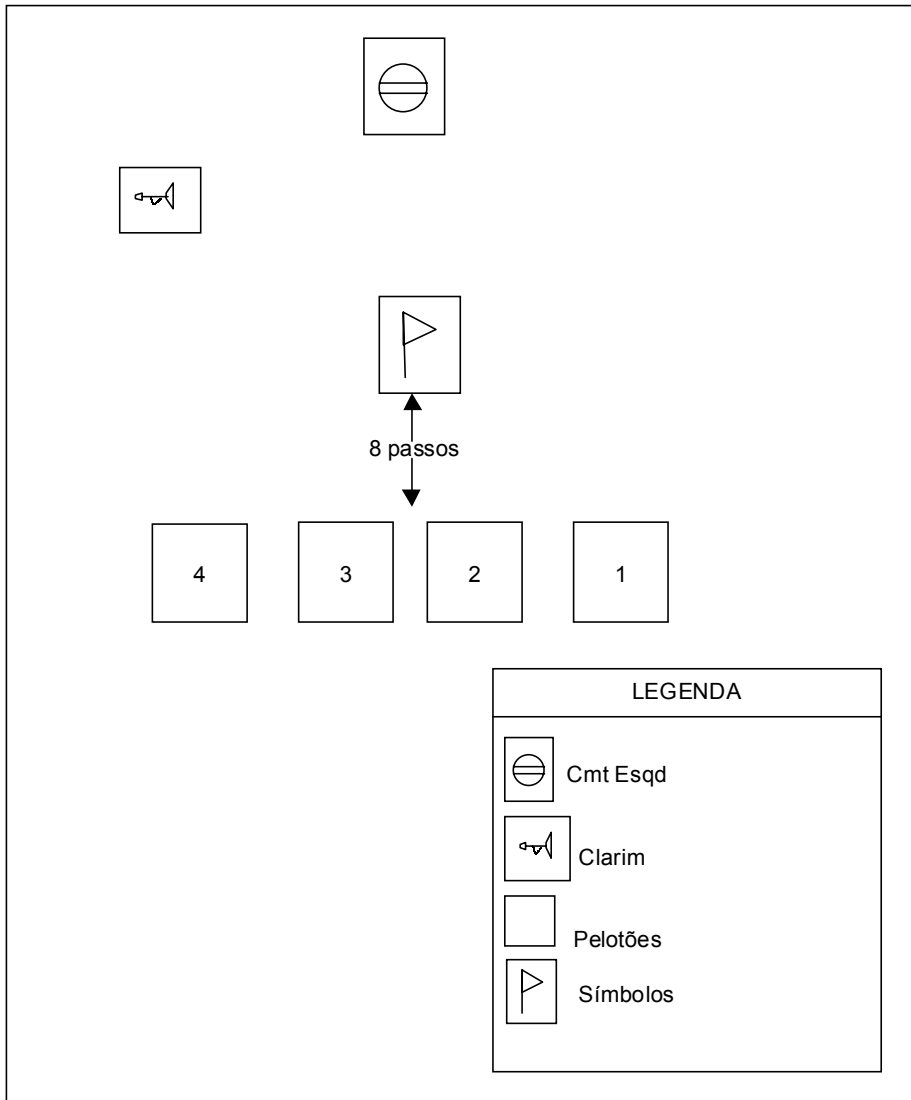 8 passos
4 3 2 1
LEGENDA
Cmt Esqd
Clarim
Pelotões
Símbolos